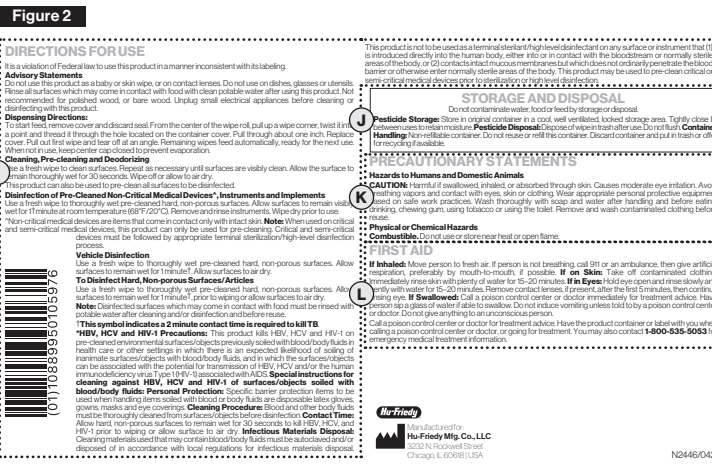 Figure 2
DIRECTIONS FOR USE
It is a violation of Federal law to use this product in a manner inconsistent with its labeling.
Advisory Statements
Do not use this product as a baby or skin wipe, or on contact lenses. Do not use on dishes, glasses or utensils.
Rinse all surfaces which may come in contact with food with clean potable water after using this product. Not
recommended for polished wood, or bare wood. Unplug small electrical appliances before cleaning or
disinfecting with this product.
Dispensing Directions:
To start feed, remove cover and discard seal. From the center of the wipe roll, pull up a wipe corner, twist it into
a point and thread it through the hole located on the container cover. Pull through about one inch. Replace
cover. Pull out first wipe and tear off at an angle. Remaining wipes feed automatically, ready for the next use.
When not in use, keep center cap closed to prevent evaporation.
Cleaning, Pre-cleaning and Deodorizing
Use a fresh wipe to clean surfaces. Repeat as necessary until surfaces are visibly clean. Allow the surface to
remain thoroughly wet for 30 seconds. Wipe off or allow to air dry.
This product can also be used to pre-clean all surfaces to be disinfected.
Disinfection of Pre-Cleaned Non-Critical Medical Devices^, Instruments and Implements
Use a fresh wipe to thoroughly wet pre-cleaned hard, non-porous surfaces. Allow surfaces to remain visibly
wet for 1† minute at room temperature (68°F/20°C). Remove and rinse instruments. Wipe dry prior to use.
^Non-critical medical devices are items that come in contact only with intact skin. Note: When used on critical
and semi-critical medical devices, this product can only be used for pre-cleaning. Critical and semi-critical
devices must be followed by appropriate terminal sterilization/high-level disinfection
process.
Vehicle Disinfection
Use a fresh wipe to thoroughly wet pre-cleaned hard, non-porous surfaces. Allow
surfaces to remain wet for 1 minute†. Allow surfaces to air dry.
To Disinfect Hard, Non-porous Surfaces/Articles
Use a fresh wipe to thoroughly wet pre-cleaned hard, non-porous surfaces. Allow
surfaces to remain wet for 1 minute†, prior to wiping or allow surfaces to air dry.
Note: Disinfected surfaces which may come in contact with food must be rinsed with
potable water after cleaning and/or disinfection and before reuse.
†This symbol indicates a 2 minute contact time is required to kill TB
*HBV, HCV and HIV-1 Precautions: This product kills HBV, HCV and HIV-1 on
pre-cleaned environmental surfaces/objects previously soiled with blood/body fluids in
health care or other settings in which there is an expected likelihood of soiling of
inanimate surfaces/objects with blood/body fluids, and in which the surfaces/objects
can be associated with the potential for transmission of HBV, HCV and/or the human
immunodeficiency virus Type 1 (HIV-1) associated with AIDS. Special instructions for
cleaning against HBV, HCV and HIV-1 of surfaces/objects soiled with
blood/body fluids: Personal Protection: Specific barrier protection items to be
used when handling items soiled with blood or body fluids are disposable latex gloves,
gowns, masks and eye coverings. Cleaning Procedure: Blood and other body fluids
must be thoroughly cleaned from surfaces/objects before disinfection. Contact Time:
Allow hard, non-porous surfaces to remain wet for 30 seconds to kill HBV, HCV, and
HIV-1 prior to wiping or allow surface to air dry. Infectious Materials Disposal:
Cleaning materials used that may contain blood/body fluids must be autoclaved and/or
disposed of in accordance with local regulations for infectious materials disposal.
(01)10889950105976
This product is not to be used as a terminal sterilant/high level disinfectant on any surface or instrument that (1)
is introduced directly into the human body, either into or in contact with the bloodstream or normally sterile
areas of the body, or (2) contacts intact mucous membranes but which does not ordinarily penetrate the blood
barrier or otherwise enter normally sterile areas of the body. This product may be used to pre-clean critical or
semi-critical medical devices prior to sterilization or high level disinfection.
STORAGE AND DISPOSAL
Do not contaminate water, food or feed by storage or disposal.
J
Pesticide Storage: Store in original container in a cool, well ventilated, locked storage area. Tightly close
between uses to retain moisture. Pesticide Disposal: Dispose of wipe in trash after use. Do not flush. Container
Handling: Non-refillable container. Do not reuse or refill this container. Discard container and put in trash or offer
for recycling if available.
PRECAUTIONARY STATEMENTS
Hazards to Humans and Domestic Animals
K
CAUTION: Harmful if swallowed, inhaled, or absorbed through skin. Causes moderate eye irritation. Avoid
breathing vapors and contact with eyes, skin or clothing. Wear appropriate personal protective equipment
based on safe work practices. Wash thoroughly with soap and water after handling and before eating,
drinking, chewing gum, using tobacco or using the toilet. Remove and wash contaminated clothing before
reuse.
Physical or Chemical Hazards
Combustible. Do not use or store near heat or open flame.
FIRST AID
L
If Inhaled: Move person to fresh air. If person is not breathing, call 911 or an ambulance, then give artificial
respiration, preferably by mouth-to-mouth, if possible. If on Skin: Take off contaminated clothing.
Immediately rinse skin with plenty of water for 15–20 minutes. If in Eyes: Hold eye open and rinse slowly and
gently with water for 15–20 minutes. Remove contact lenses, if present, after the first 5 minutes, then continue
rinsing eye. If Swallowed: Call a poison control center or doctor immediately for treatment advice. Have
person sip a glass of water if able to swallow. Do not induce vomiting unless told to by a poison control center
or doctor. Do not give anything to an unconscious person.
Call a poison control center or doctor for treatment advice. Have the product container or label with you when
calling a poison control center or doctor, or going for treatment. You may also contact 1-800-535-5053 for
emergency medical treatment information.
Hu-Friedy
Manufactured for:
Hu-Friedy Mfg. Co., LLC
3232 N. Rockwell Street
Chicago, IL 60618 | USA
N2446/042